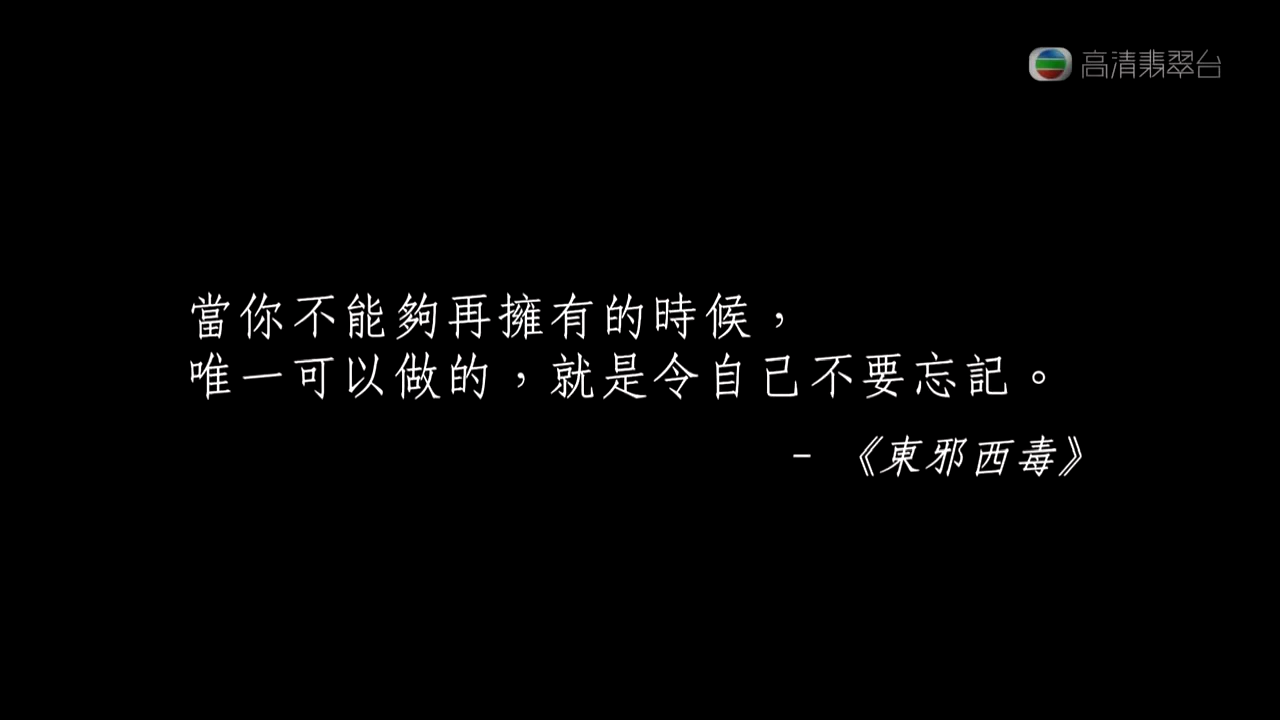 高清翡翠台
當你不能夠再擁有的時候，
唯一可以做的，就是令自己不要忘記。
– 《東邪西毒》